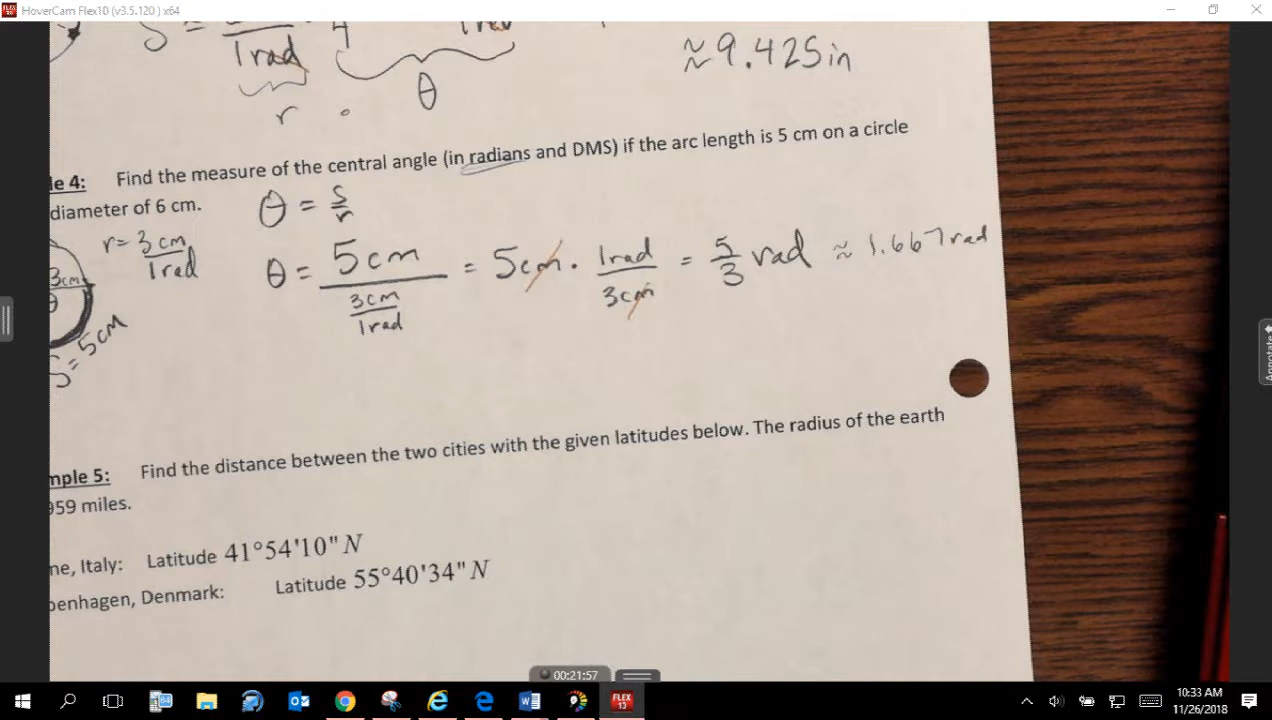 HoverCam Flex10 (v3.5.120 ) x64
S =
1rad
r . θ
≈ 9.425in
le 4: Find the measure of the central angle (in radians and DMS) if the arc length is 5 cm on a circle
diameter of 6 cm.
θ = s/r
r = 3cm/1rad
3cm
θ
S = 5cm
θ = 5cm/(3cm/1rad) = 5cm · 1rad/3cm = 5/3 rad ≈ 1.667rad
mple 5: Find the distance between the two cities with the given latitudes below. The radius of the earth
959 miles.
me, Italy: Latitude 41°54'10" N
penhagen, Denmark: Latitude 55°40'34" N
Annotate
00:21:57
FLEX
13
10:33 AM
11/26/2018